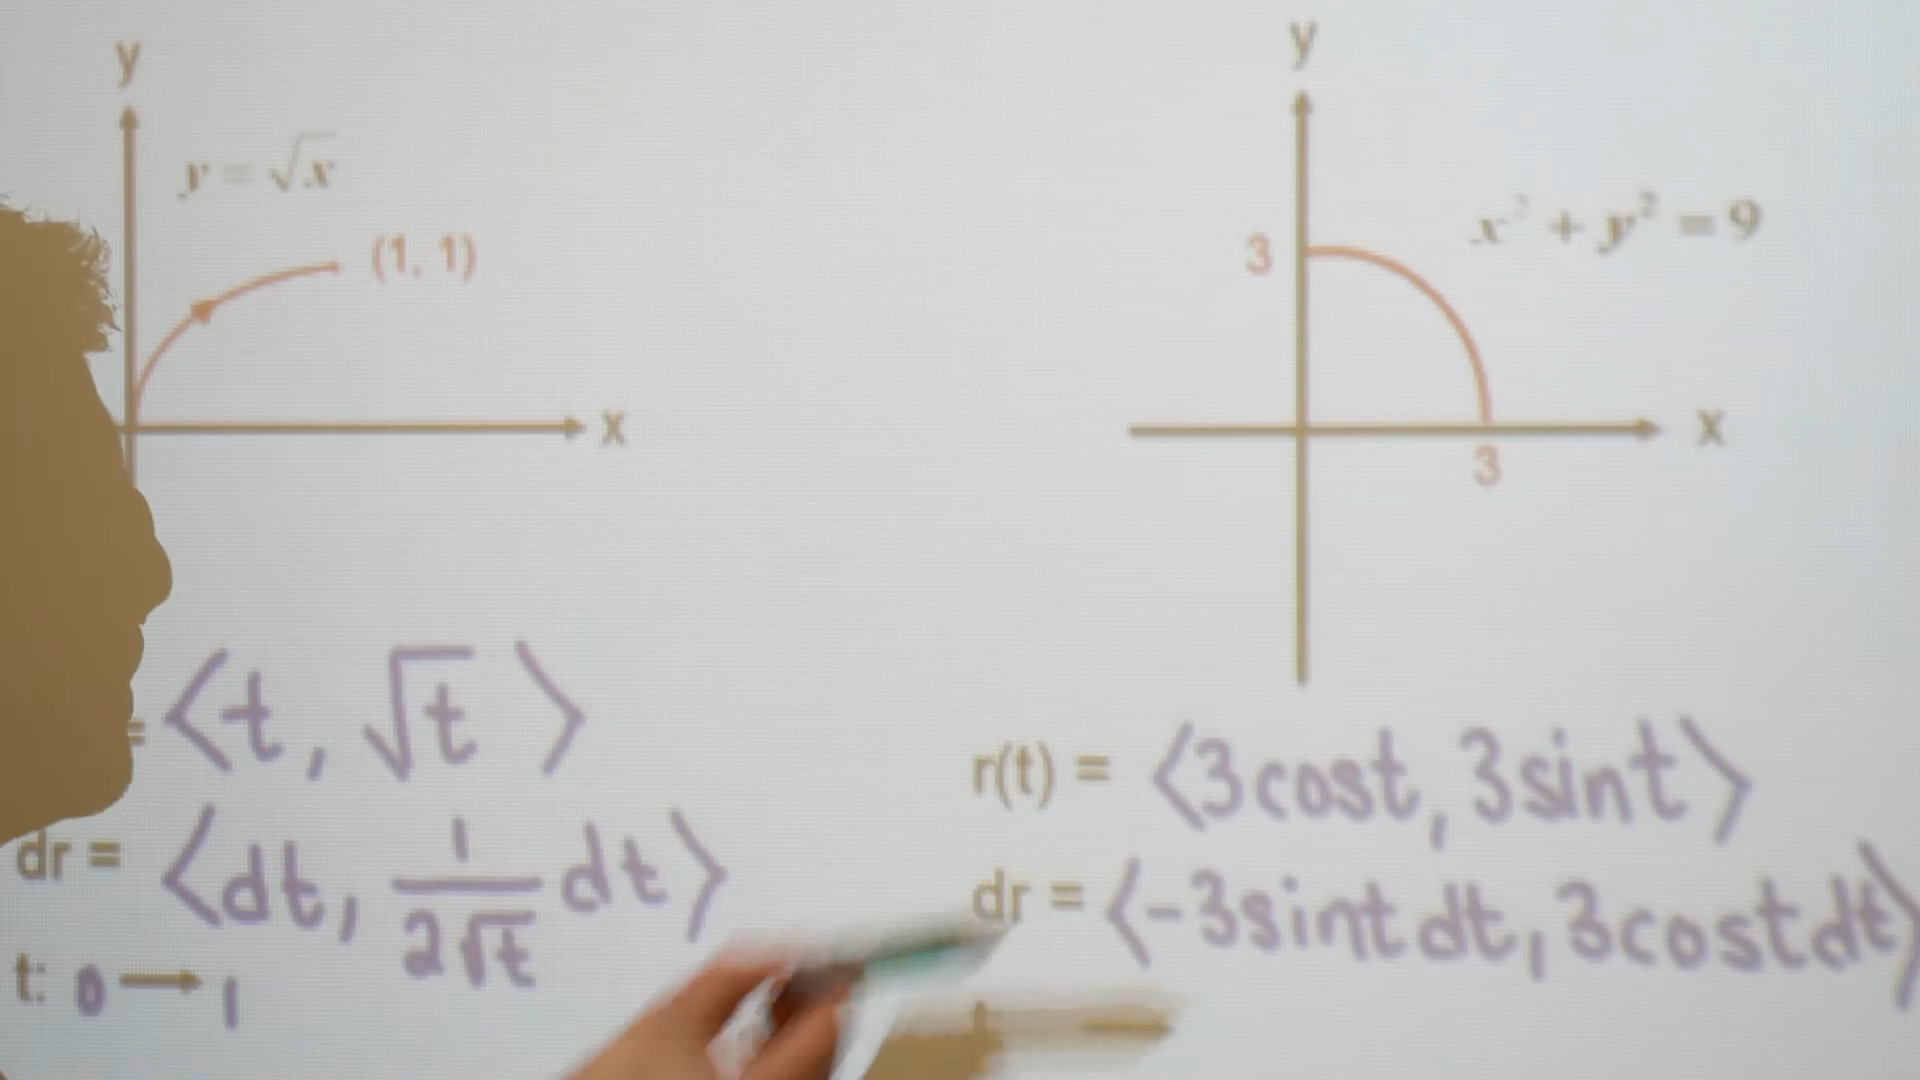 y
y = √x
(1, 1)
x
= ⟨t, √t⟩
dr = ⟨dt, 1/(2√t) dt⟩
t: 0 → 1
y
x² + y² = 9
3
x
3
r(t) = ⟨3cost, 3sint⟩
dr = ⟨-3sint dt, 3cost dt⟩